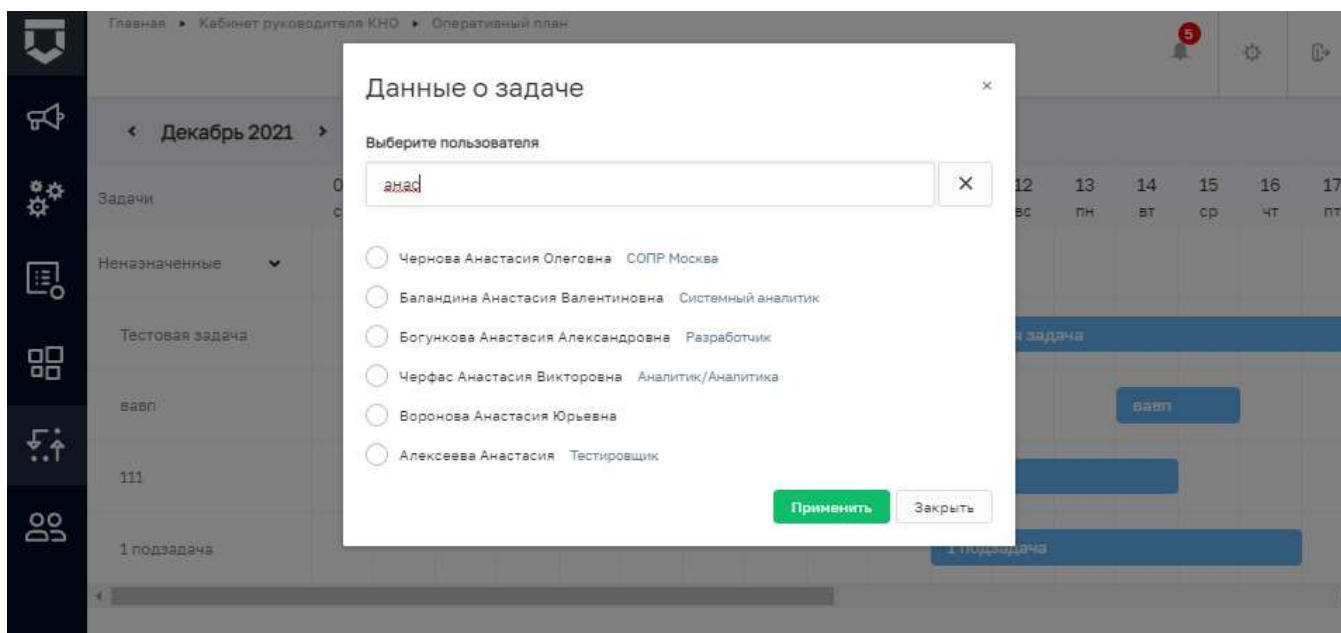 Главная ▸ Кабинет руководителя КНО ▸ Оперативный план
5
Данные о задаче
×
Декабрь 2021
Выберите пользователя
анас
×
Задачи
0 12 13 14 15 16 17
с вс пн вт ср чт пт
Неназначенные
Чернова Анастасия Олеговна СОПР Москва
Баландина Анастасия Валентиновна Системный аналитик
Тестовая задача
Богункова Анастасия Александровна Разработчик
я задача
Черфас Анастасия Викторовна Аналитик/Аналитика
вавп
Воронова Анастасия Юрьевна
вавп
Алексеева Анастасия Тестировщик
111
Применить Закрыть
1 подзадача
1 подзадача